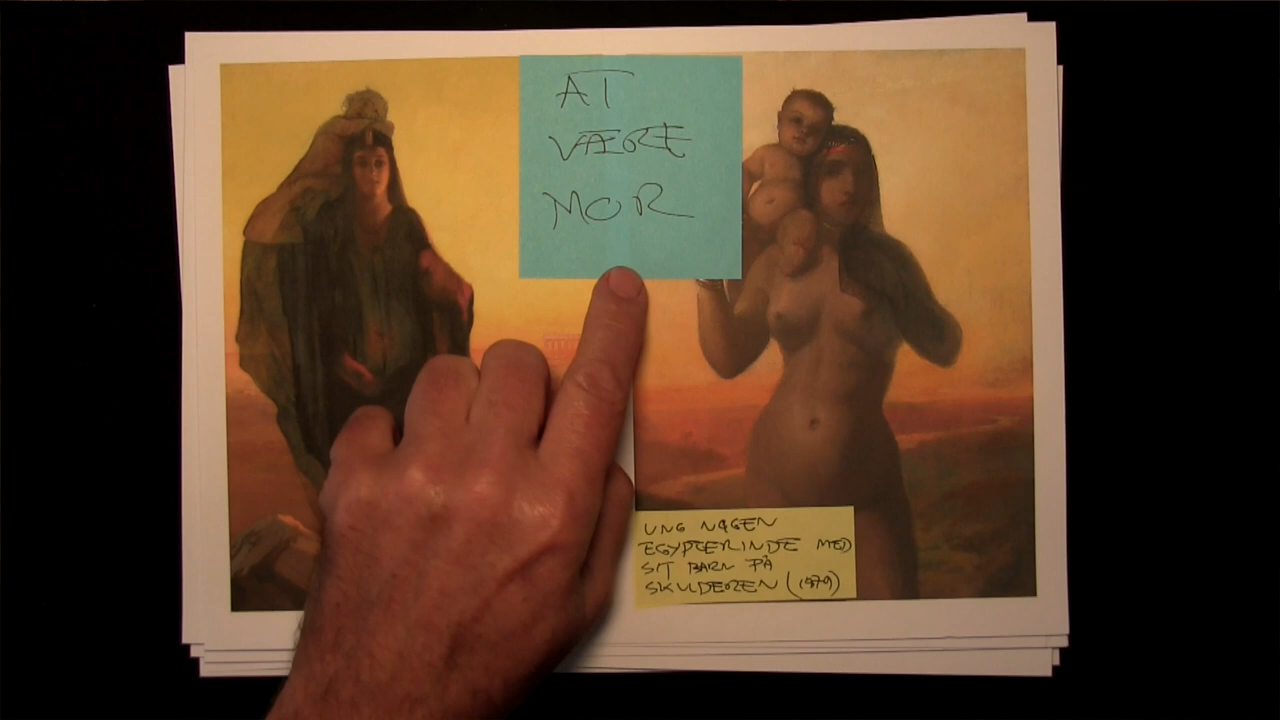 AT
VÆRE
MOR
UNG NØGEN
EGYPTERINDE MED
SIT BARN PÅ
SKULDEREN (1879)